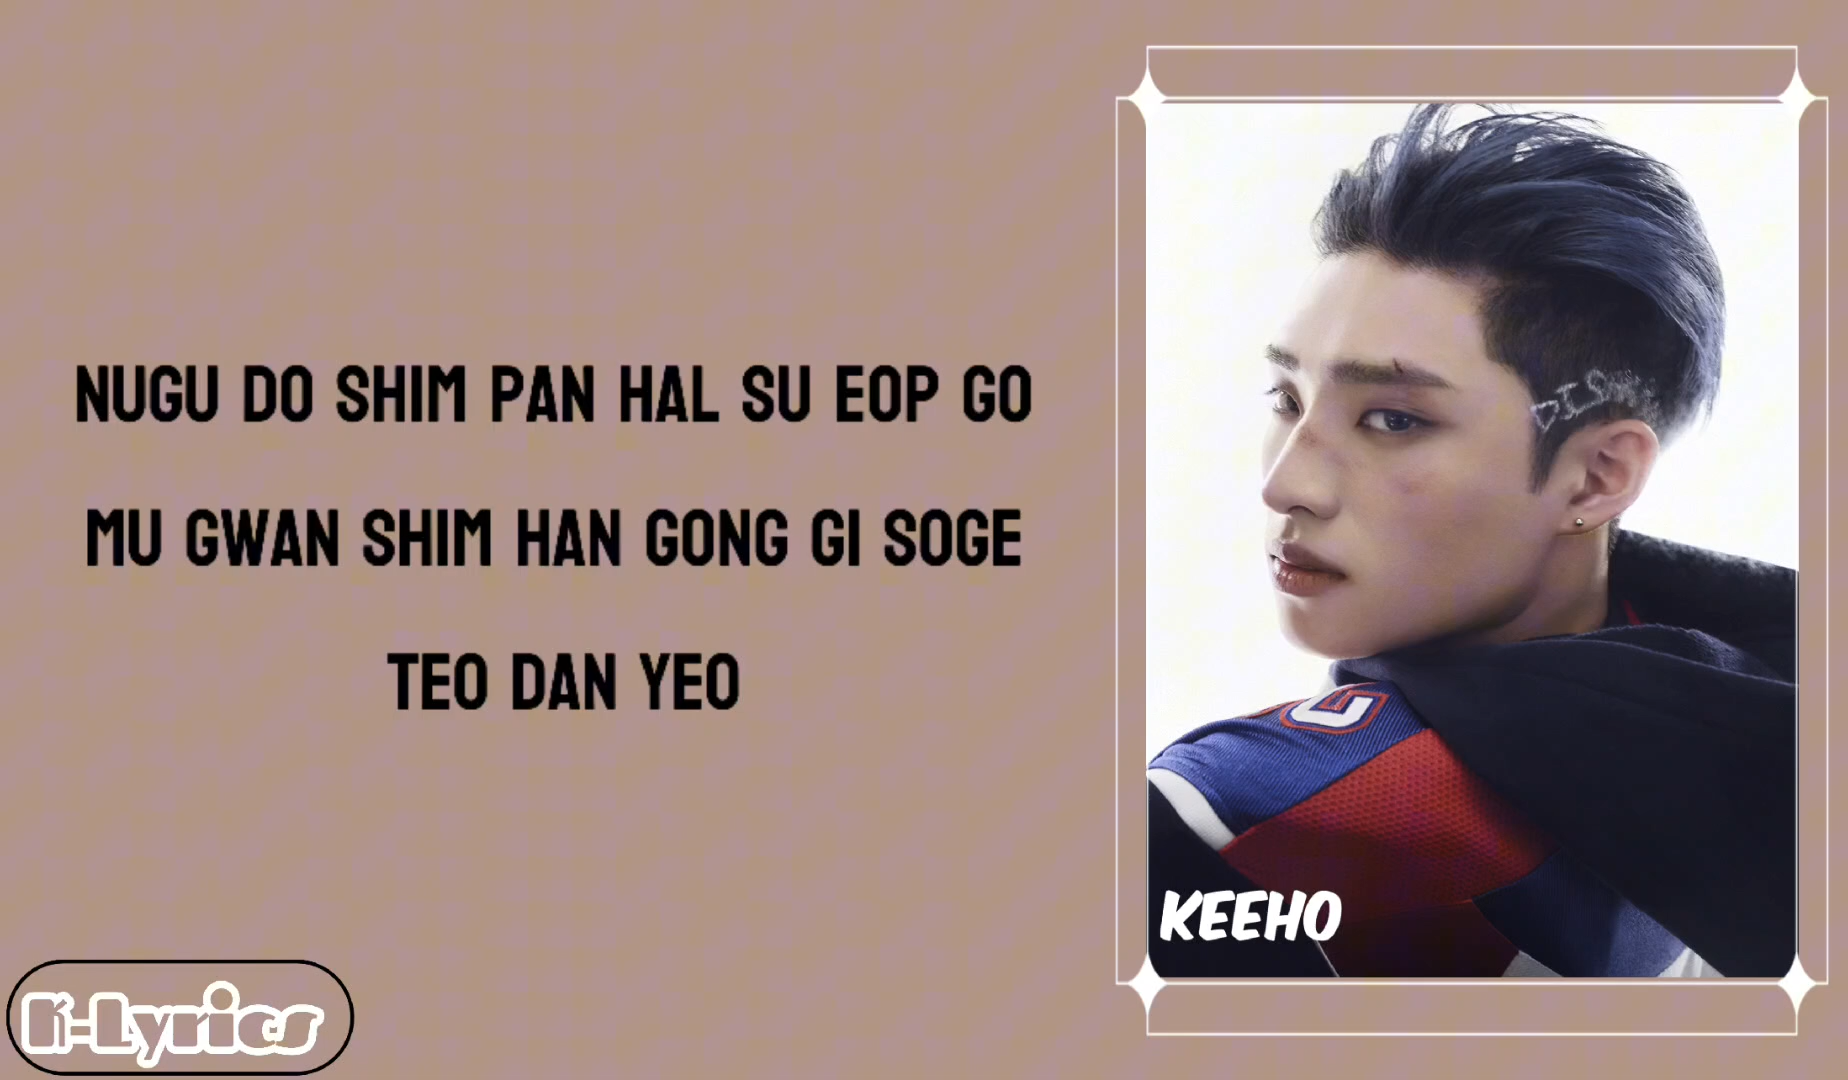 NUGU DO SHIM PAN HAL SU EOP GO
MU GWAN SHIM HAN GONG GI SOGE
TEO DAN YEO
KEEHO
K-Lyrics